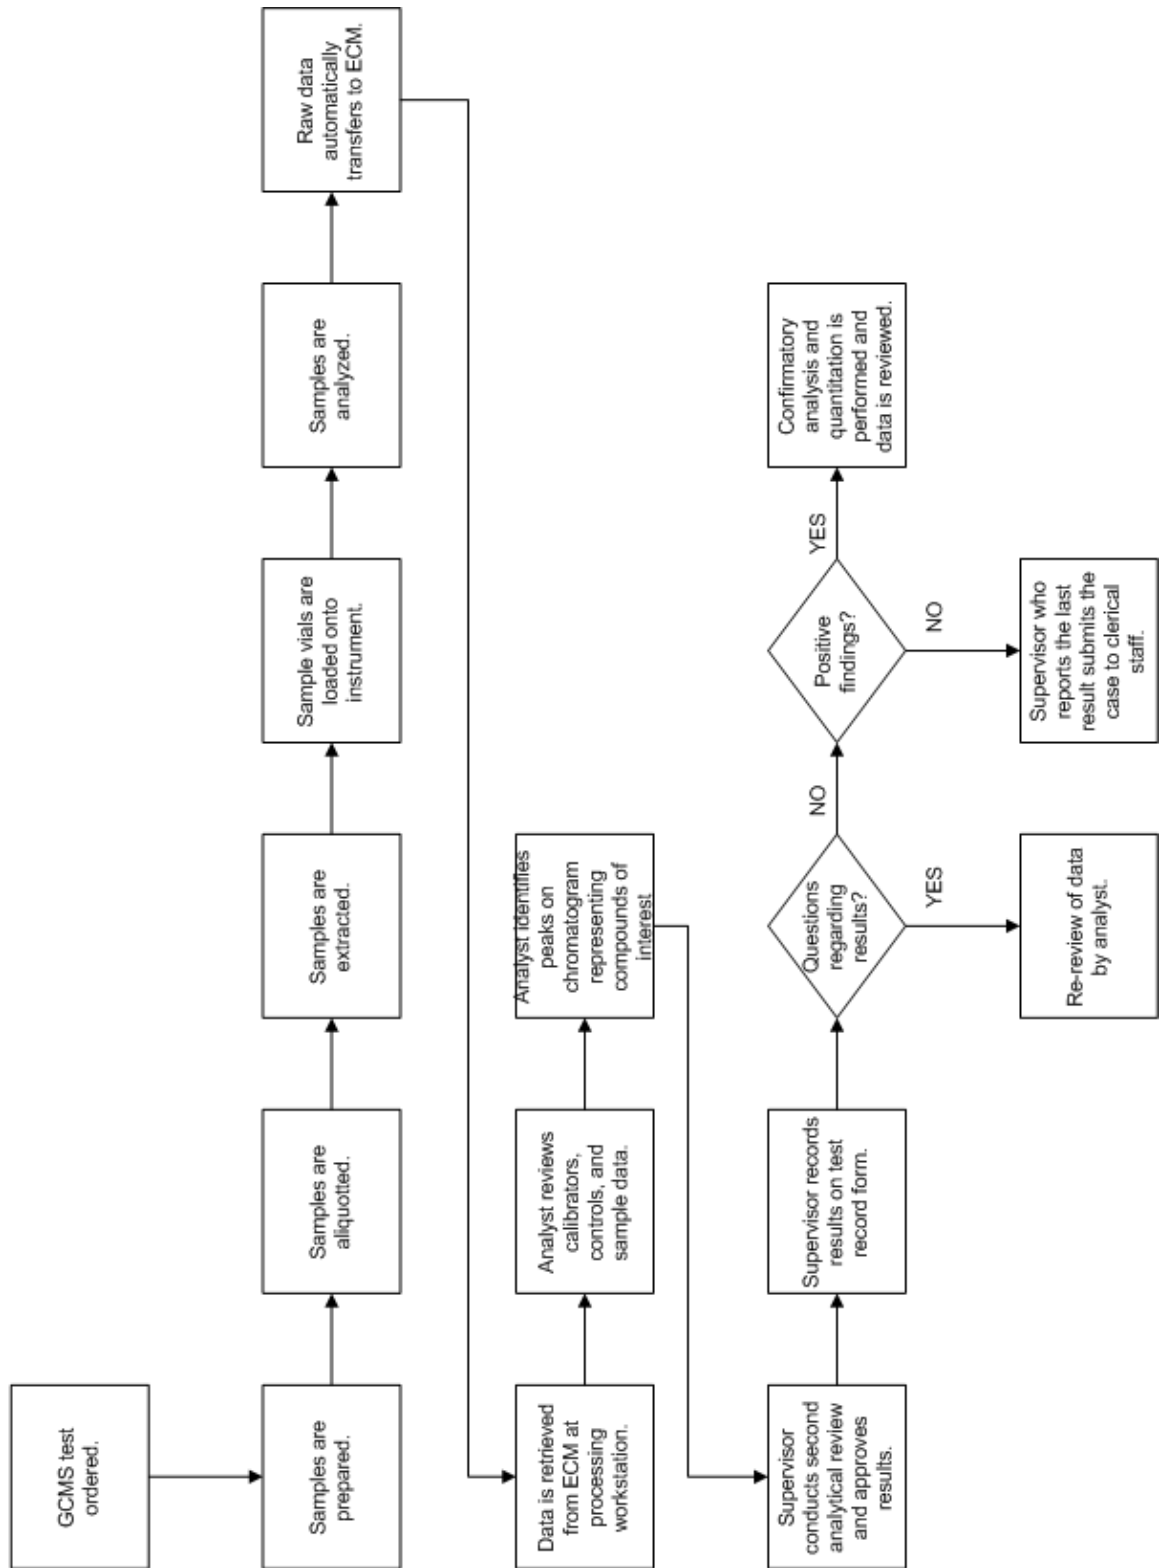 GCMS test
ordered.
Samples are
prepared.
Samples are
aliquotted.
Samples are
extracted.
Sample vials are
loaded onto
instrument.
Samples are
analyzed.
Raw data
automatically
transfers to ECM.
Data is retrieved
from ECM at
processing
workstation.
Analyst reviews
calibrators,
controls, and
sample data.
Analyst identifies
peaks on
chromatogram
representing
compounds of
interest
Supervisor
conducts second
analytical review
and approves
results.
Supervisor records
results on test
record form.
Questions
regarding
results?
YES
Re-review of data
by analyst.
NO
Positive
findings?
NO
Supervisor who
reports the last
result submits the
case to clerical
staff.
YES
Confirmatory
analysis and
quantitation is
performed and
data is reviewed.